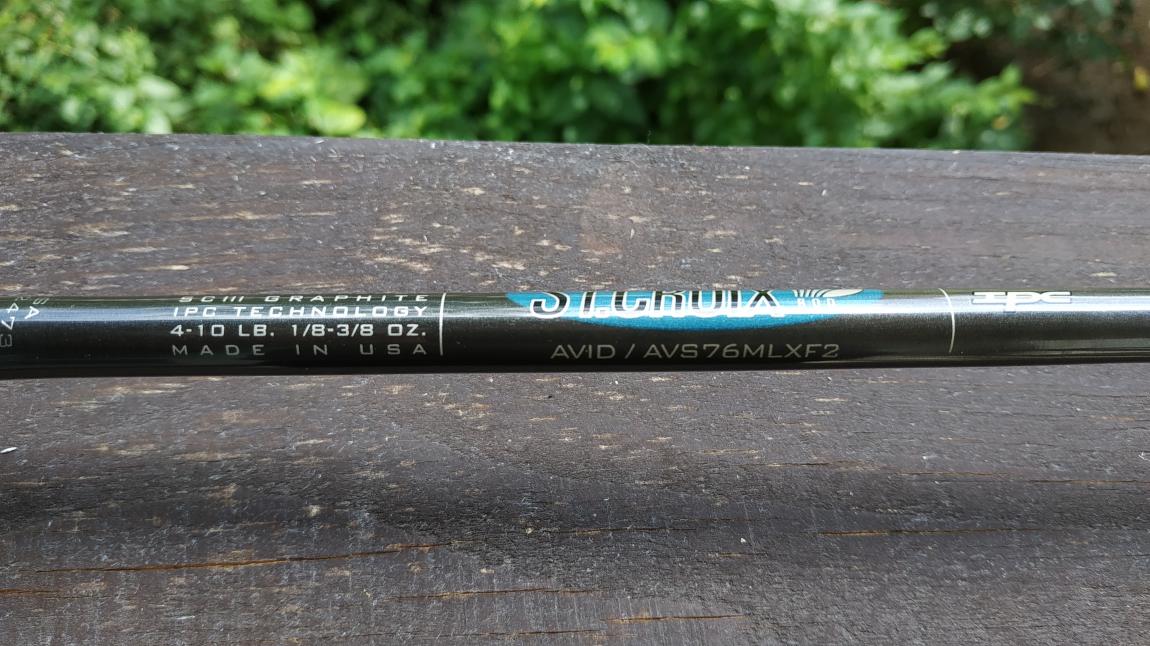 SCIII GRAPHITE
IPC TECHNOLOGY
4-10 LB. 1/8-3/8 OZ.
MADE IN USA
ST.CROIX
ROD
AVID / AVS76MLXF2
IPC